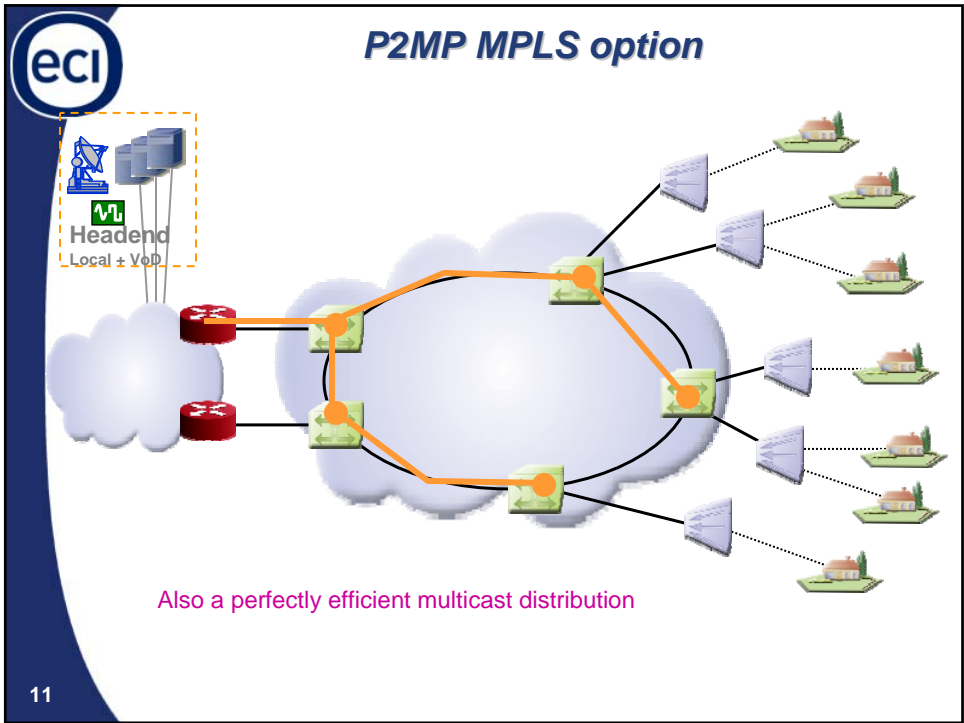 eci
P2MP MPLS option
Headend
Local + VoD
Also a perfectly efficient multicast distribution
11